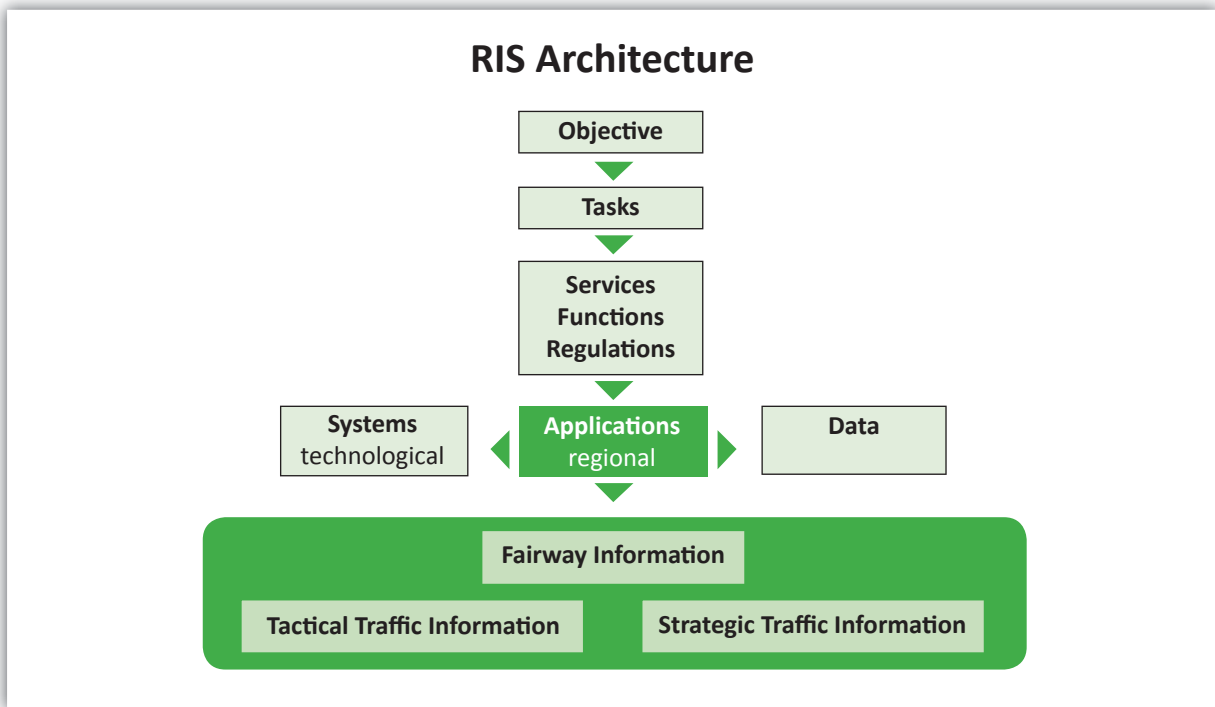 RIS Architecture
Objective
Tasks
Services
Functions
Regulations
Systems
technological
Applications
regional
Data
Fairway Information
Tactical Traffic Information
Strategic Traffic Information